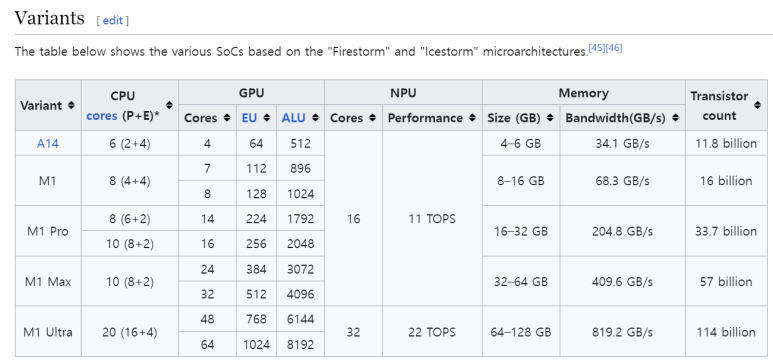 Variants [ edit ]
The table below shows the various SoCs based on the "Firestorm" and "Icestorm" microarchitectures.[45][46]
Variant CPU cores (P+E)* GPU NPU Memory Transistor count
Cores EU ALU Cores Performance Size (GB) Bandwidth(GB/s)
A14 6 (2+4) 4 64 512 16 11 TOPS 4–6 GB 34.1 GB/s 11.8 billion
M1 8 (4+4) 7 112 896 8–16 GB 68.3 GB/s 16 billion
8 128 1024
M1 Pro 8 (6+2) 14 224 1792 16–32 GB 204.8 GB/s 33.7 billion
10 (8+2) 16 256 2048
M1 Max 10 (8+2) 24 384 3072 32–64 GB 409.6 GB/s 57 billion
32 512 4096
M1 Ultra 20 (16+4) 48 768 6144 32 22 TOPS 64–128 GB 819.2 GB/s 114 billion
64 1024 8192